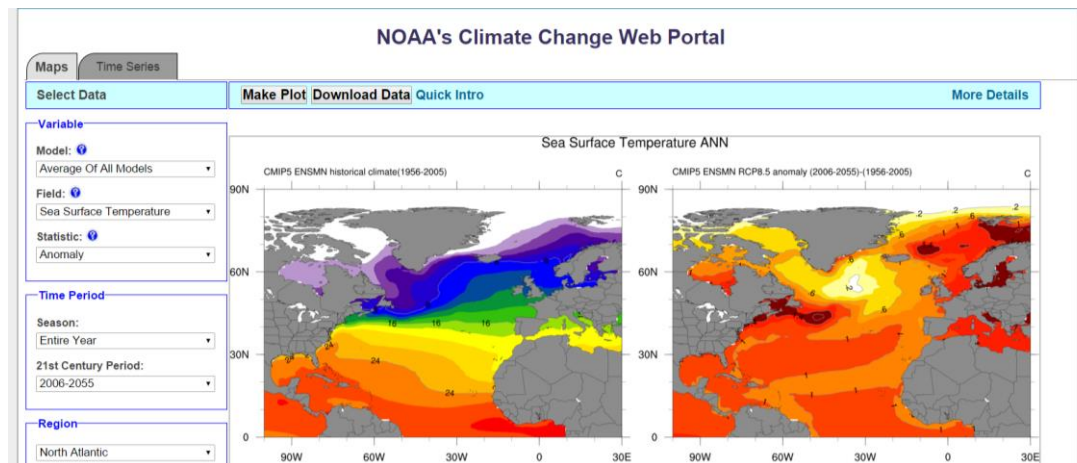 NOAA's Climate Change Web Portal
Maps
Time Series
Select Data
Make Plot Download Data Quick Intro
More Details
Variable
Model:
Average Of All Models
Field:
Sea Surface Temperature
Statistic:
Anomaly
Time Period
Season:
Entire Year
21st Century Period:
2006-2055
Region
North Atlantic
Sea Surface Temperature ANN
CMIP5 ENSMN historical climate(1956-2005) C
90N
60N
30N
0
16 16 16
24
24
90W 60W 30W 0 30E
CMIP5 ENSMN RCP8.5 anomaly (2006-2055)-(1956-2005) C
90N
60N
30N
0
.2 .2 .2
.6
.6
.6
1
1
1
1
90W 60W 30W 0 30E